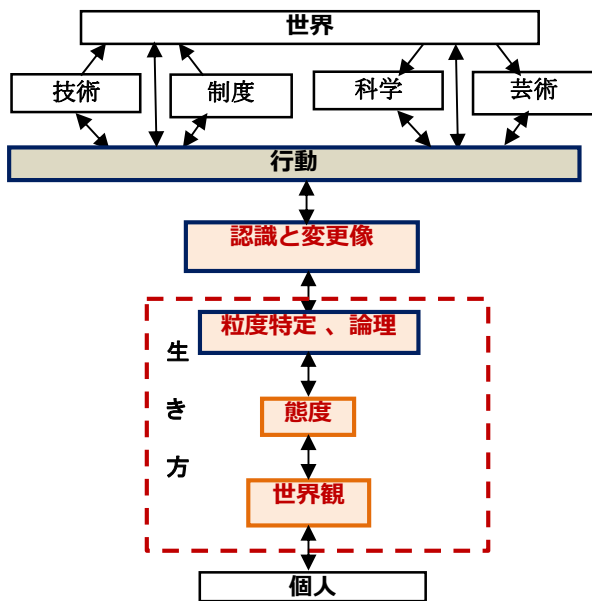 世界
技術
制度
科学
芸術
行動
認識と変更像
粒度特定 、論理
生
き
方
態度
世界観
個人